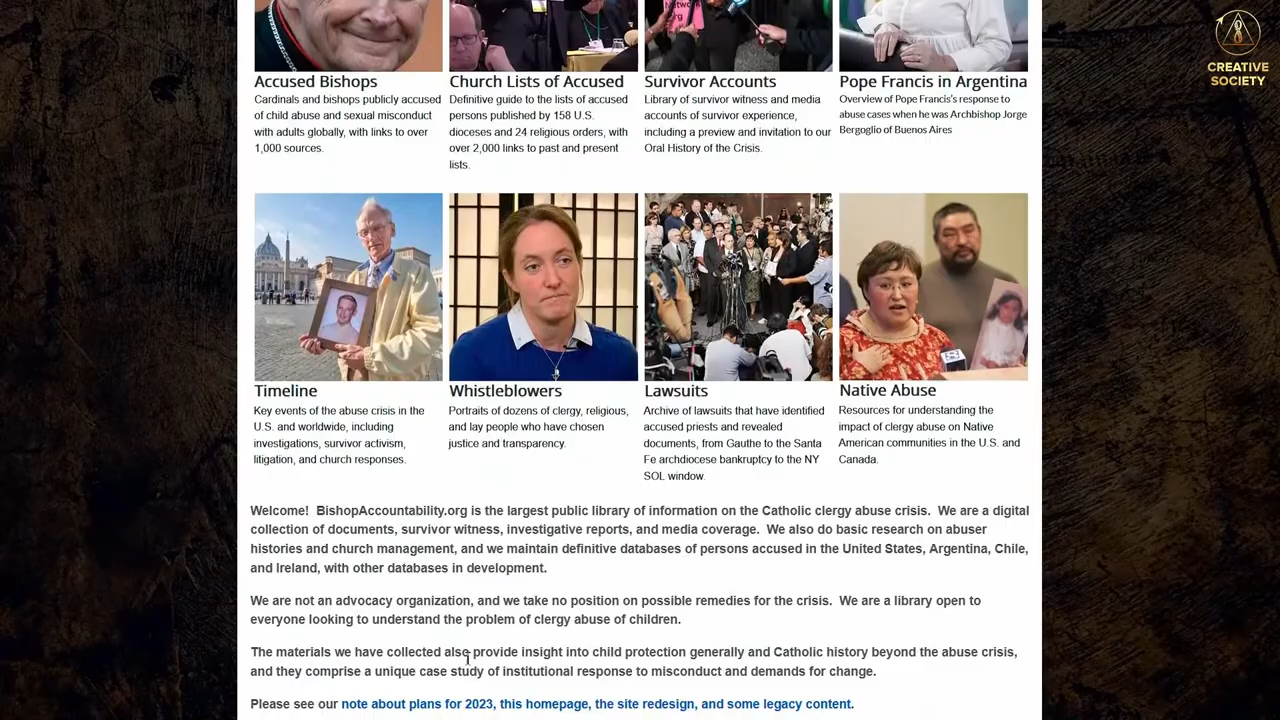 CREATIVE
SOCIETY
Accused Bishops
Cardinals and bishops publicly accused
of child abuse and sexual misconduct
with adults globally, with links to over
1,000 sources.
Church Lists of Accused
Definitive guide to the lists of accused
persons published by 158 U.S.
dioceses and 24 religious orders, with
over 2,000 links to past and present
lists.
Survivor Accounts
Library of survivor witness and media
accounts of survivor experience,
including a preview and invitation to our
Oral History of the Crisis.
Pope Francis in Argentina
Overview of Pope Francis's response to
abuse cases when he was Archbishop Jorge
Bergoglio of Buenos Aires
Timeline
Key events of the abuse crisis in the
U.S. and worldwide, including
investigations, survivor activism,
litigation, and church responses.
Whistleblowers
Portraits of dozens of clergy, religious,
and lay people who have chosen
justice and transparency.
Lawsuits
Archive of lawsuits that have identified
accused priests and revealed
documents, from Gauthe to the Santa
Fe archdiocese bankruptcy to the NY
SOL window.
Native Abuse
Resources for understanding the
impact of clergy abuse on Native
American communities in the U.S. and
Canada.
Welcome!  BishopAccountability.org is the largest public library of information on the Catholic clergy abuse crisis.  We are a digital
collection of documents, survivor witness, investigative reports, and media coverage.  We also do basic research on abuser
histories and church management, and we maintain definitive databases of persons accused in the United States, Argentina, Chile,
and Ireland, with other databases in development.
We are not an advocacy organization, and we take no position on possible remedies for the crisis.  We are a library open to
everyone looking to understand the problem of clergy abuse of children.
The materials we have collected also provide insight into child protection generally and Catholic history beyond the abuse crisis,
and they comprise a unique case study of institutional response to misconduct and demands for change.
Please see our note about plans for 2023, this homepage, the site redesign, and some legacy content.